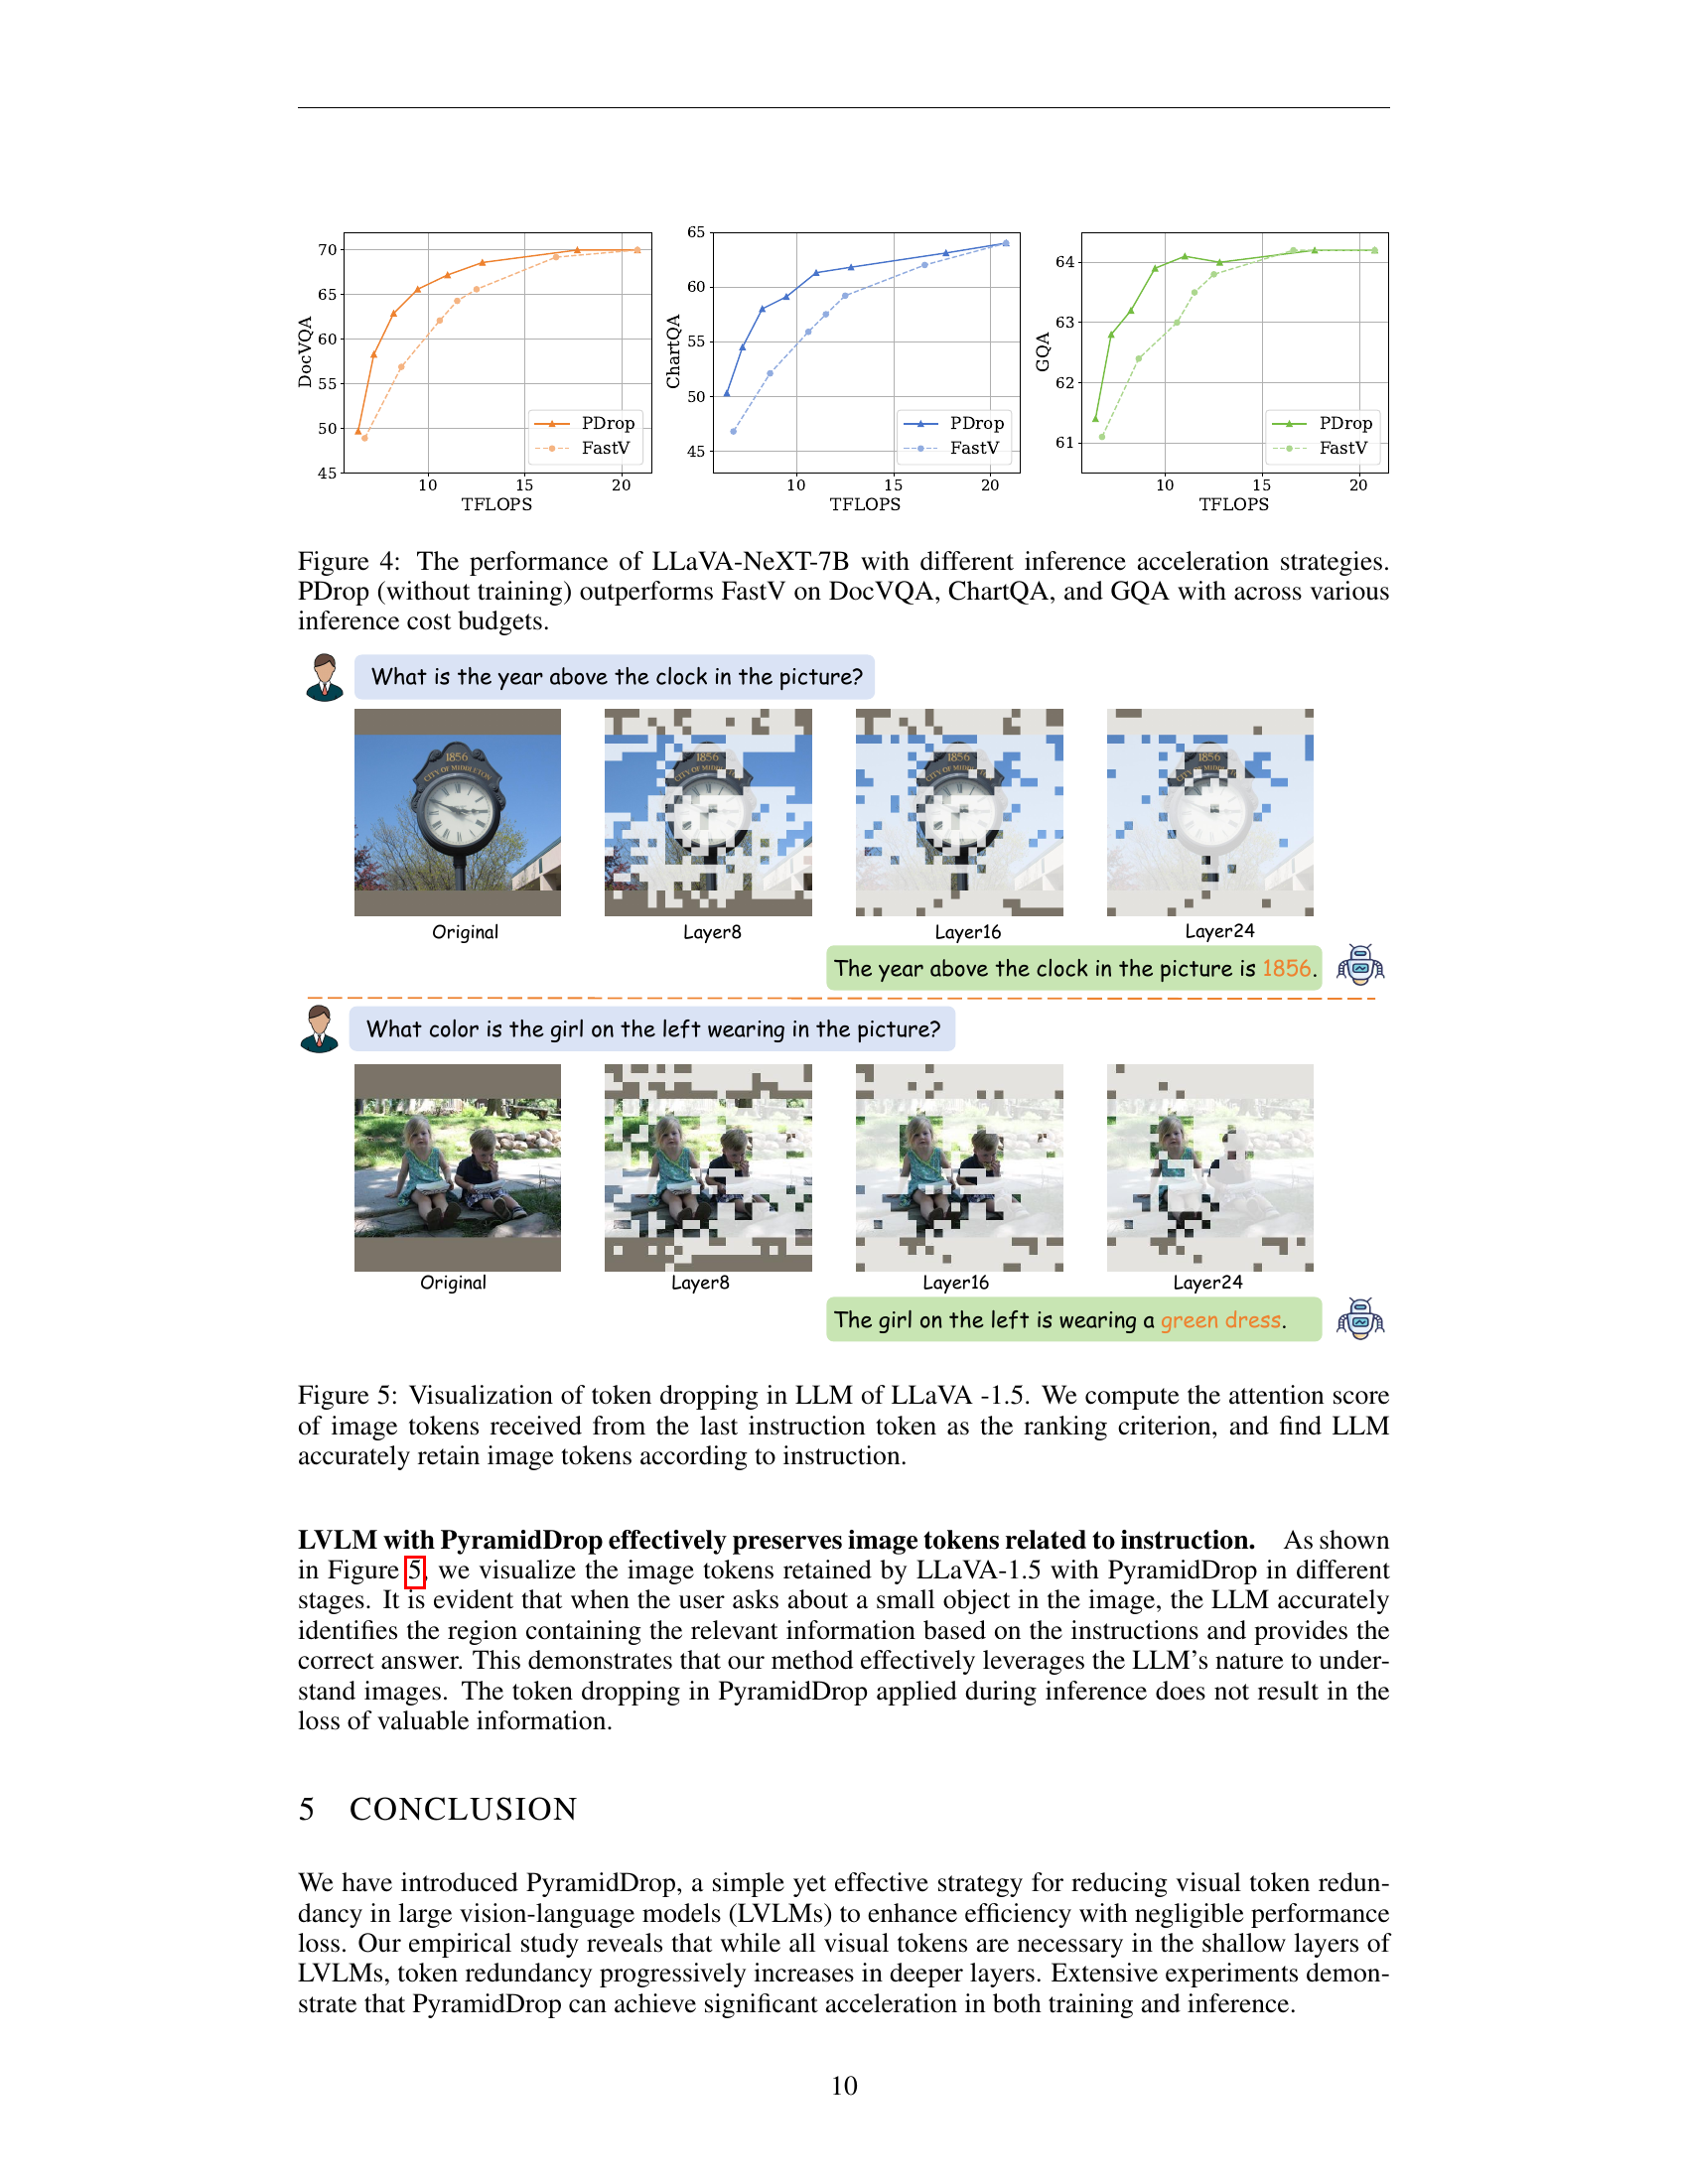 70
65
60
55
50
45
DocVQA
10 15 20
TFLOPS
PDrop
FastV
65
60
55
50
45
ChartQA
10 15 20
TFLOPS
PDrop
FastV
64
63
62
61
GQA
10 15 20
TFLOPS
PDrop
FastV
Figure 4: The performance of LLaVA-NeXT-7B with different inference acceleration strategies.
PDrop (without training) outperforms FastV on DocVQA, ChartQA, and GQA with across various
inference cost budgets.
What is the year above the clock in the picture?
1856
CITY OF MIDDLETON
1856
1856
1856
Original Layer8 Layer16 Layer24
The year above the clock in the picture is 1856.
What color is the girl on the left wearing in the picture?
Original Layer8 Layer16 Layer24
The girl on the left is wearing a green dress.
Figure 5: Visualization of token dropping in LLM of LLaVA -1.5. We compute the attention score
of image tokens received from the last instruction token as the ranking criterion, and find LLM
accurately retain image tokens according to instruction.
LVLM with PyramidDrop effectively preserves image tokens related to instruction. As shown
in Figure 5, we visualize the image tokens retained by LLaVA-1.5 with PyramidDrop in different
stages. It is evident that when the user asks about a small object in the image, the LLM accurately
identifies the region containing the relevant information based on the instructions and provides the
correct answer. This demonstrates that our method effectively leverages the LLM's nature to under-
stand images. The token dropping in PyramidDrop applied during inference does not result in the
loss of valuable information.
5 CONCLUSION
We have introduced PyramidDrop, a simple yet effective strategy for reducing visual token redun-
dancy in large vision-language models (LVLMs) to enhance efficiency with negligible performance
loss. Our empirical study reveals that while all visual tokens are necessary in the shallow layers of
LVLMs, token redundancy progressively increases in deeper layers. Extensive experiments demon-
strate that PyramidDrop can achieve significant acceleration in both training and inference.
10